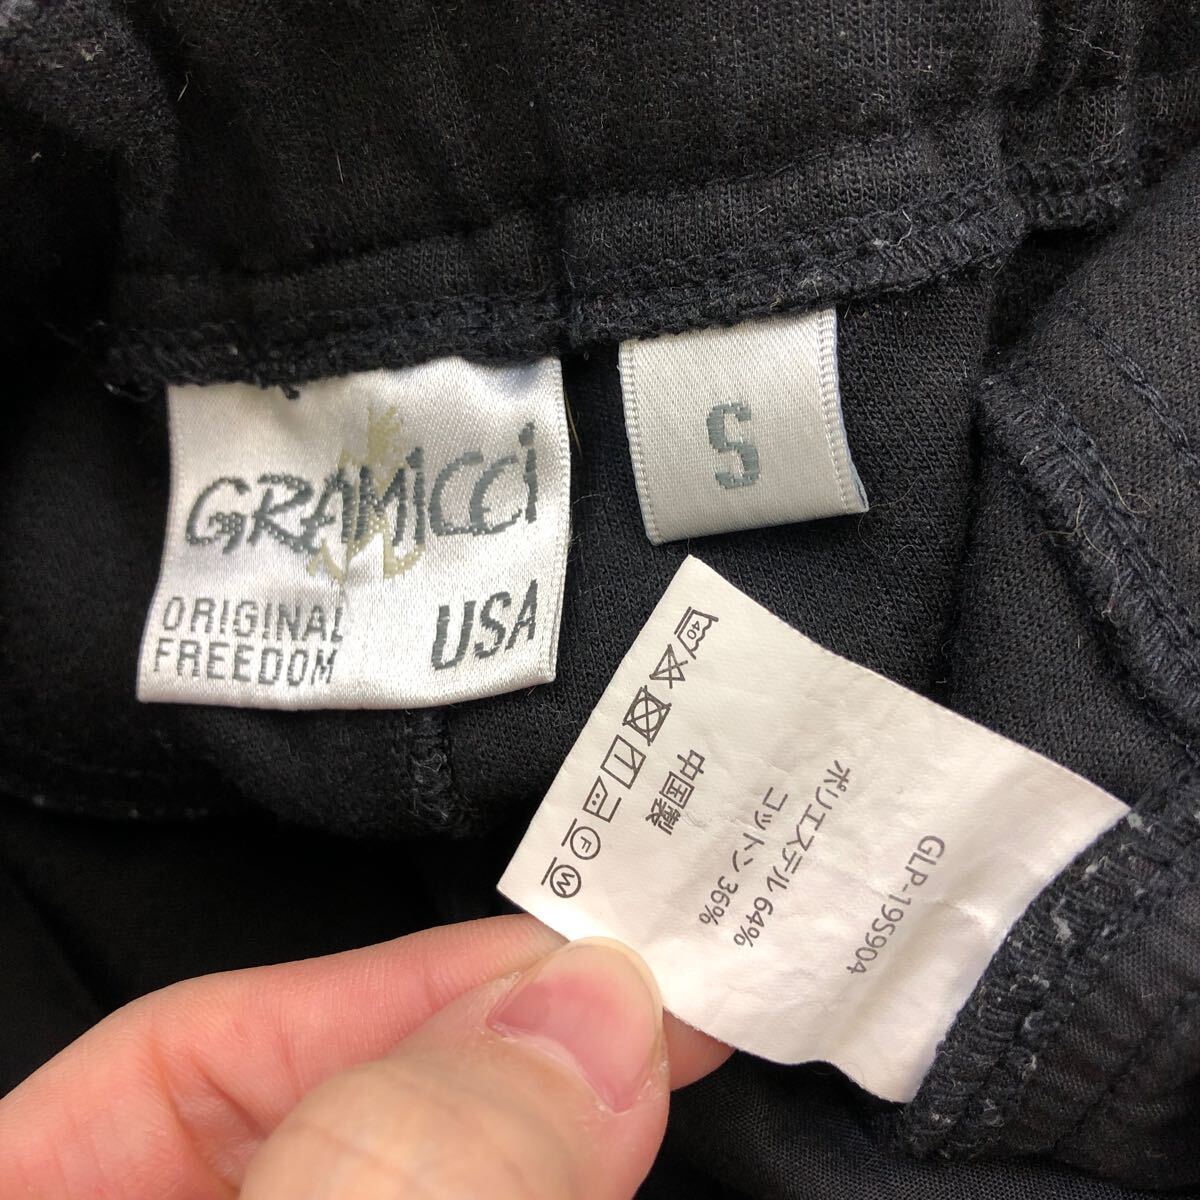 GRAMiCCi
ORIGINAL
FREEDOM
USA
S
GLP-19S904
ポリエステル 64%
コットン 36%
中国製
40
F
W